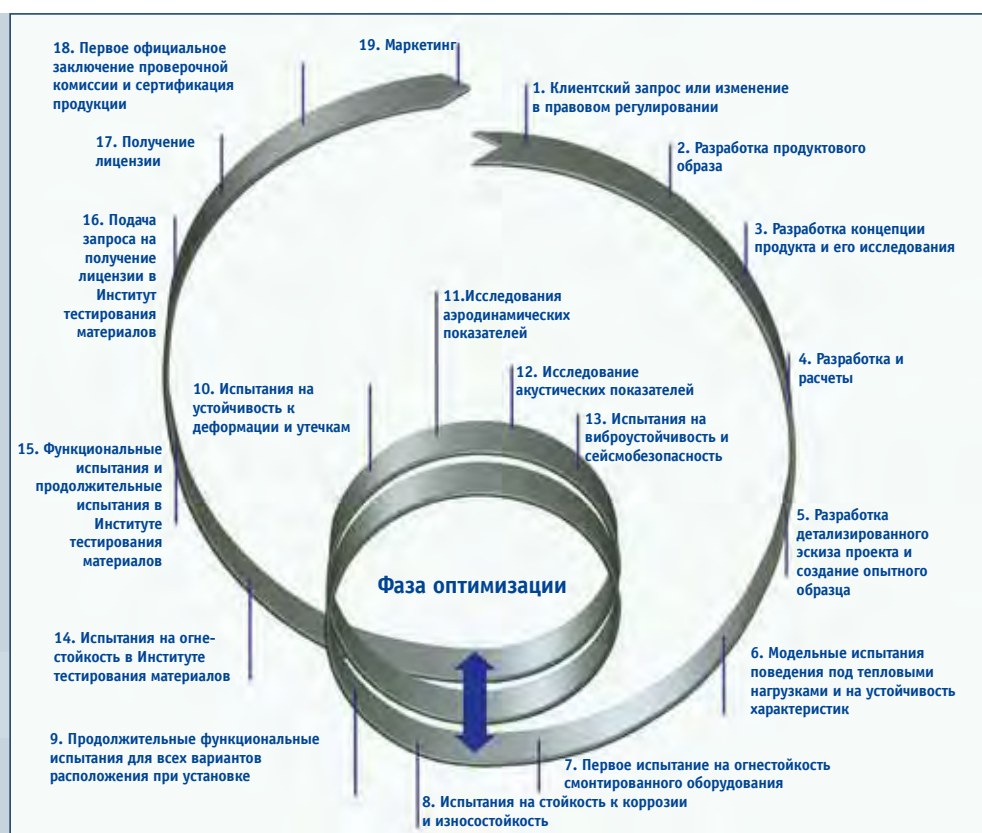 1. Клиентский запрос или изменение
в правовом регулировании
2. Разработка продуктового
образа
3. Разработка концепции
продукта и его исследования
4. Разработка и
расчеты
5. Разработка
детализированного
эскиза проекта и
создание опытного
образца
6. Модельные испытания
поведения под тепловыми
нагрузками и на устойчивость
характеристик
7. Первое испытание на огнестойкость
смонтированного оборудования
8. Испытания на стойкость к коррозии
и износостойкость
9. Продолжительные функциональные
испытания для всех вариантов
расположения при установке
10. Испытания на
устойчивость к
деформации и утечкам
11.Исследования
аэродинамических
показателей
12. Исследование
акустических показателей
13. Испытания на
виброустойчивость и
сейсмобезопасность
Фаза оптимизации
14. Испытания на огне-
стойкость в Институте
тестирования материалов
15. Функциональные
испытания и
продолжительные
испытания в
Институте
тестирования
материалов
16. Подача
запроса на
получение
лицензии в
Институт
тестирования
материалов
17. Получение
лицензии
18. Первое официальное
заключение проверочной
комиссии и сертификация
продукции
19. Маркетинг